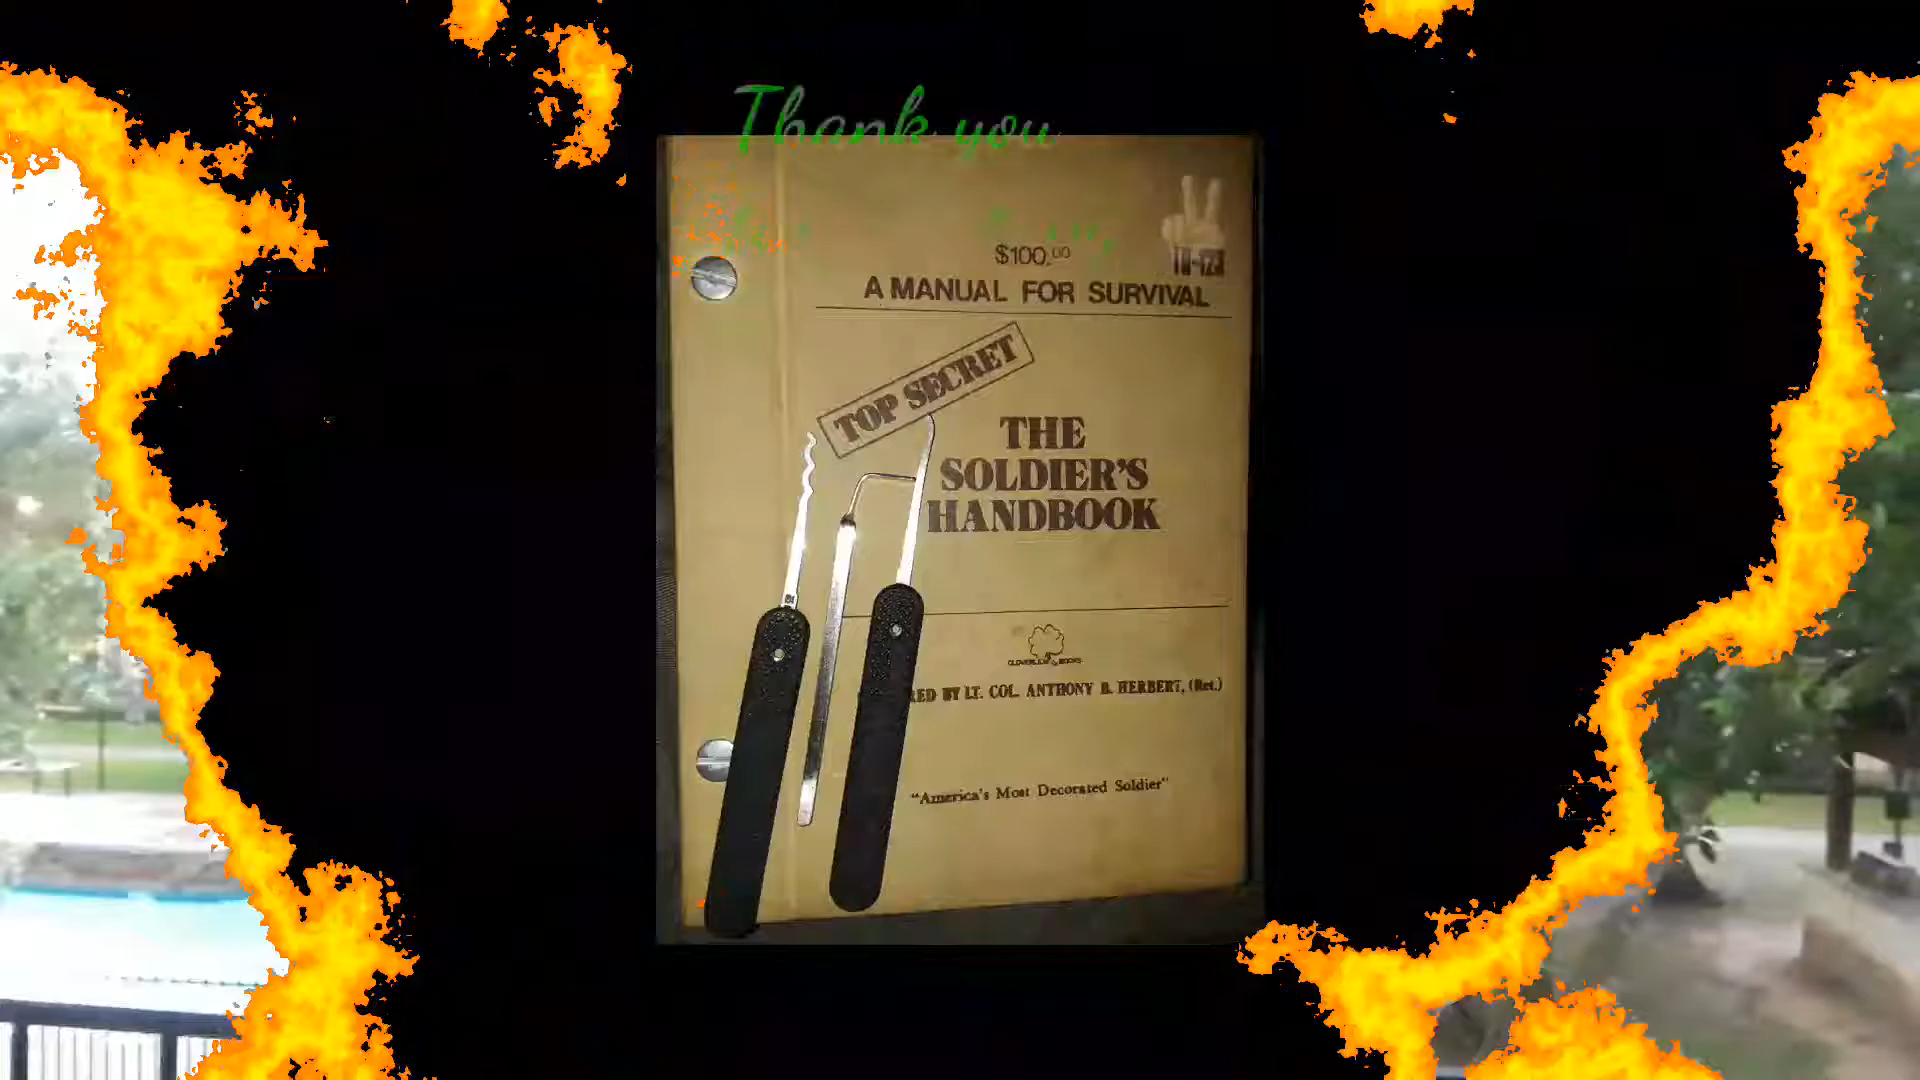 Thank you
$100.00
A MANUAL FOR SURVIVAL
TOP SECRET
THE
SOLDIER'S
HANDBOOK
BY LT. COL. ANTHONY B. HERBERT, (Ret.)
"America's Most Decorated Soldier"